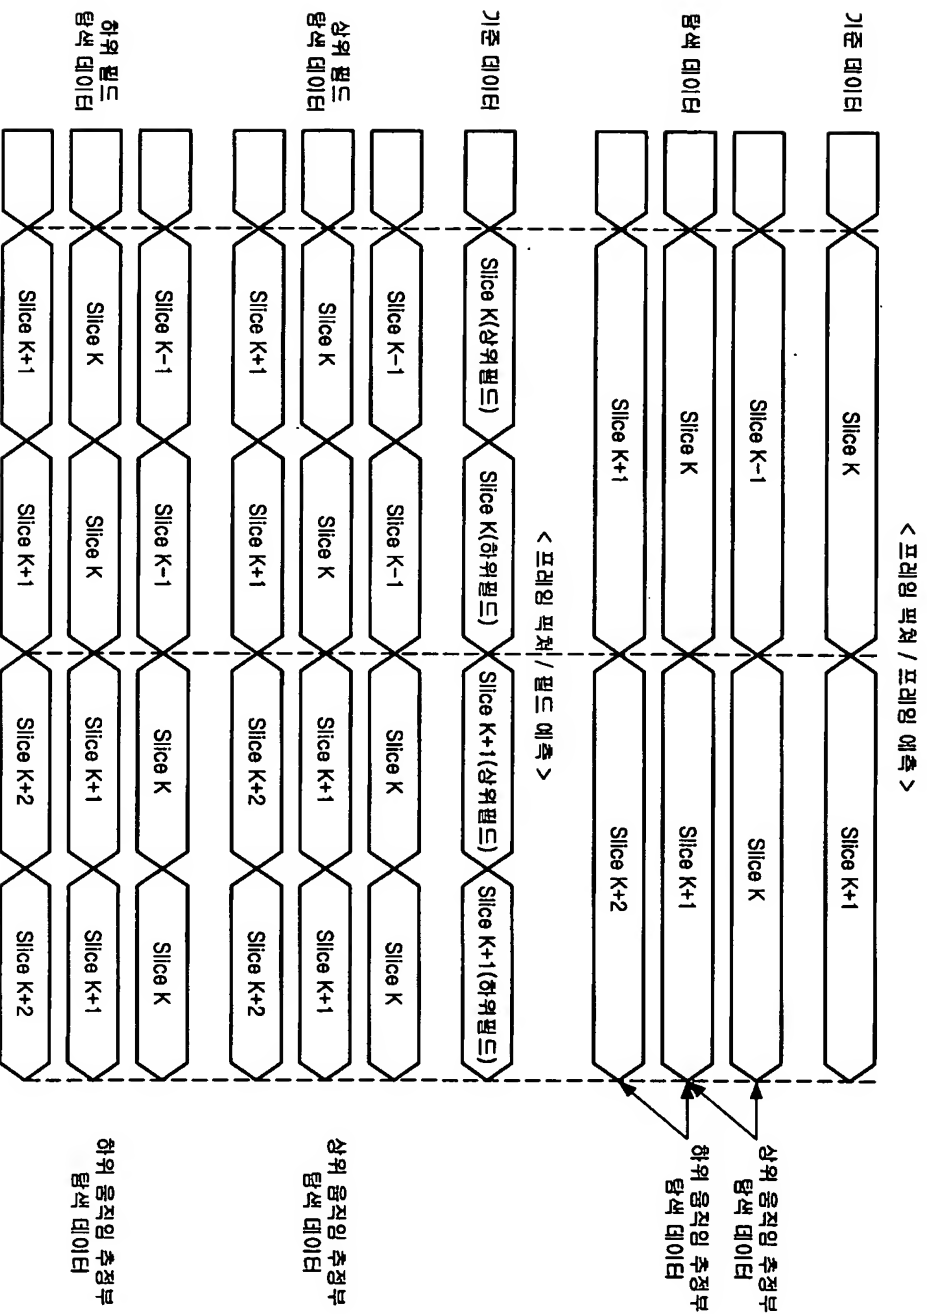 < 프레임 픽쳐 / 프레임 예측 >
기준 데이터
Slice K
Slice K+1
탐색 데이터
Slice K-1
Slice K
Slice K
Slice K+1
Slice K+1
Slice K+2
상위 움직임 추정부
탐색 데이터
하위 움직임 추정부
탐색 데이터
< 프레임 픽쳐 / 필드 예측 >
기준 데이터
Slice K(상위필드)
Slice K(하위필드)
Slice K+1(상위필드)
Slice K+1(하위필드)
상위 필드
탐색 데이터
Slice K-1
Slice K-1
Slice K
Slice K
Slice K
Slice K
Slice K+1
Slice K+1
Slice K+1
Slice K+1
Slice K+2
Slice K+2
상위 움직임 추정부
탐색 데이터
하위 필드
탐색 데이터
Slice K-1
Slice K-1
Slice K
Slice K
Slice K
Slice K
Slice K+1
Slice K+1
Slice K+1
Slice K+1
Slice K+2
Slice K+2
하위 움직임 추정부
탐색 데이터